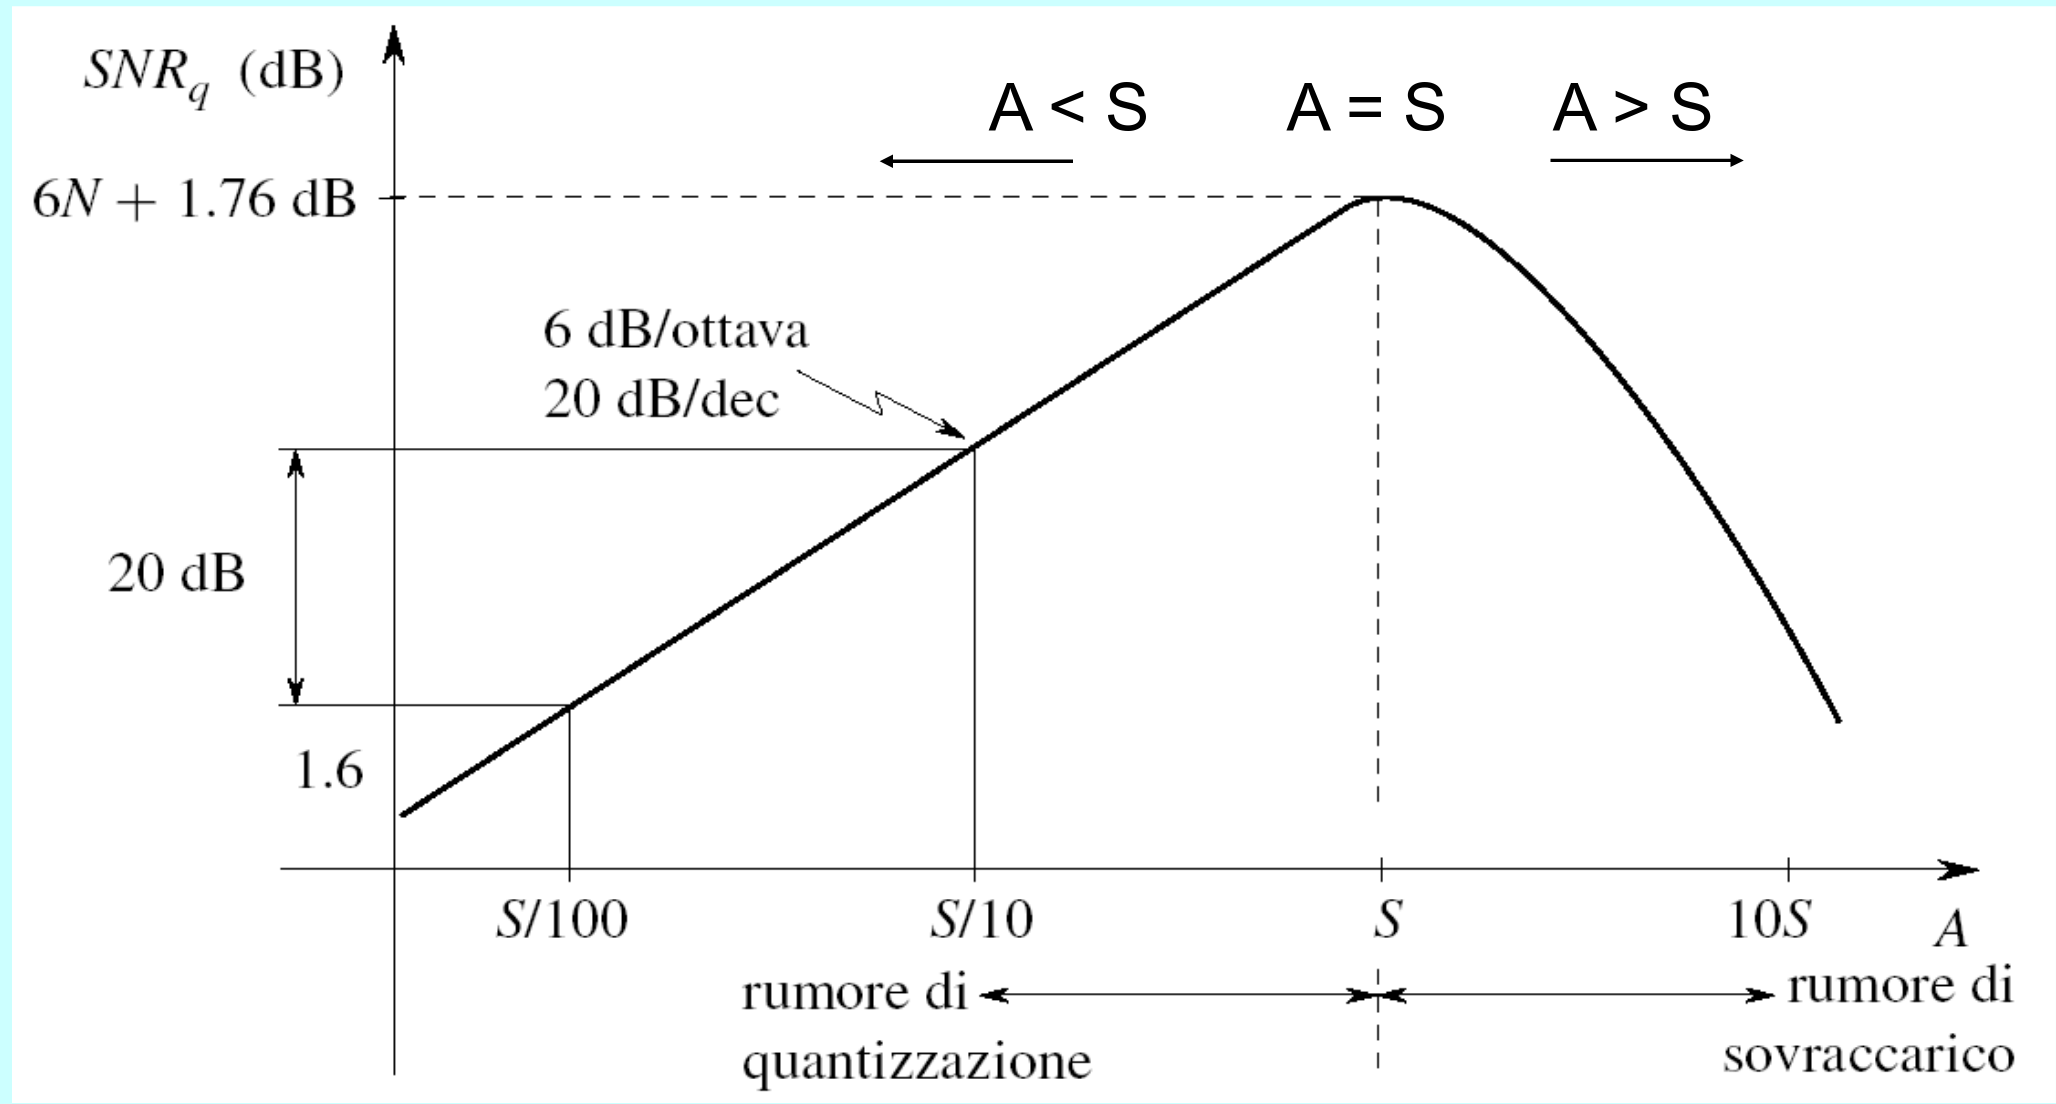 SNRq (dB)
A < S
A = S
A > S
6N + 1.76 dB
6 dB/ottava
20 dB/dec
20 dB
1.6
S/100
S/10
S
10S
A
rumore di
quantizzazione
rumore di
sovraccarico